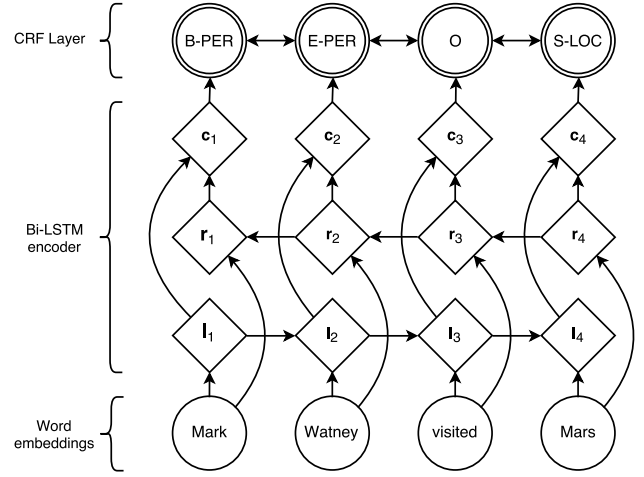 CRF Layer
B-PER E-PER O S-LOC
c1 c2 c3 c4
Bi-LSTM
encoder
r1 r2 r3 r4
l1 l2 l3 l4
Word
embeddings
Mark Watney visited Mars